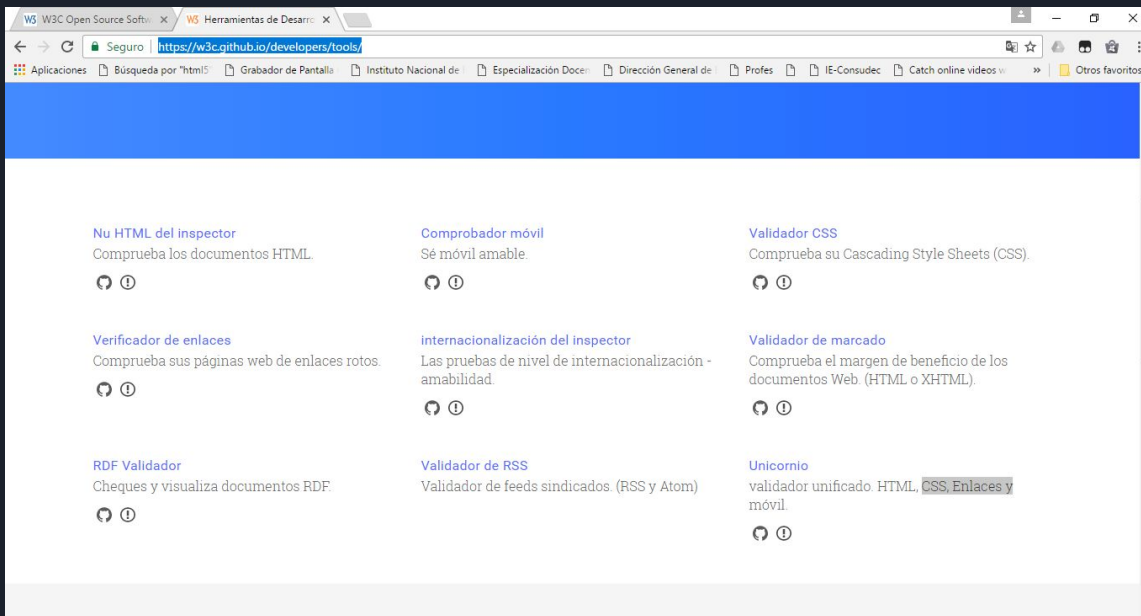 W3C Open Source Softw
Herramientas de Desarro
Seguro
https://w3c.github.io/developers/tools/
Aplicaciones
Búsqueda por "html5"
Grabador de Pantalla
Instituto Nacional de
Especialización Docen
Dirección General de
Profes
IE-Consudec
Catch online videos w
»
Otros favoritos
Nu HTML del inspector
Comprueba los documentos HTML.
Comprobador móvil
Sé móvil amable.
Validador CSS
Comprueba su Cascading Style Sheets (CSS).
Verificador de enlaces
Comprueba sus páginas web de enlaces rotos.
internacionalización del inspector
Las pruebas de nivel de internacionalización -
amabilidad.
Validador de marcado
Comprueba el margen de beneficio de los
documentos Web. (HTML o XHTML).
RDF Validador
Cheques y visualiza documentos RDF.
Validador de RSS
Validador de feeds sindicados. (RSS y Atom)
Unicornio
validador unificado. HTML, CSS, Enlaces y
móvil.